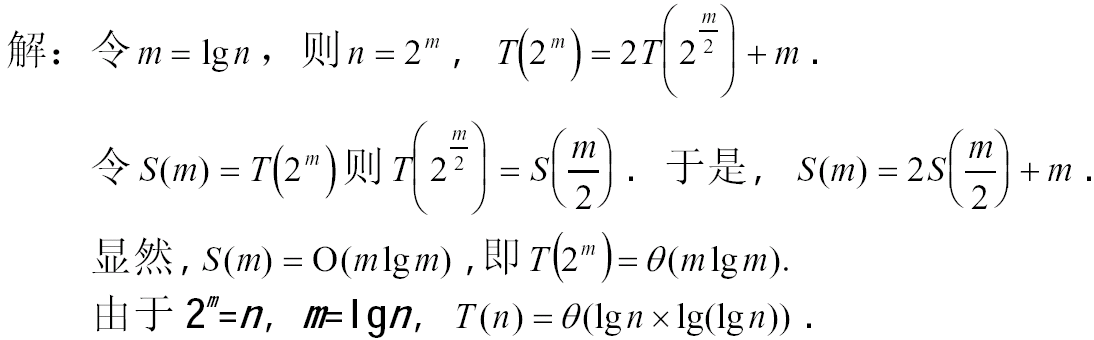 解：令 m = lg n ，则 n = 2^m , T(2^m) = 2T(2^{m/2}) + m .
令 S(m) = T(2^m) 则 T(2^{m/2}) = S(m/2) . 于是, S(m) = 2S(m/2) + m .
显然, S(m) = O(m lg m) ,即 T(2^m) = θ(m lg m).
由于 2^m=n, m=lgn, T(n) = θ(lg n × lg(lg n)) .